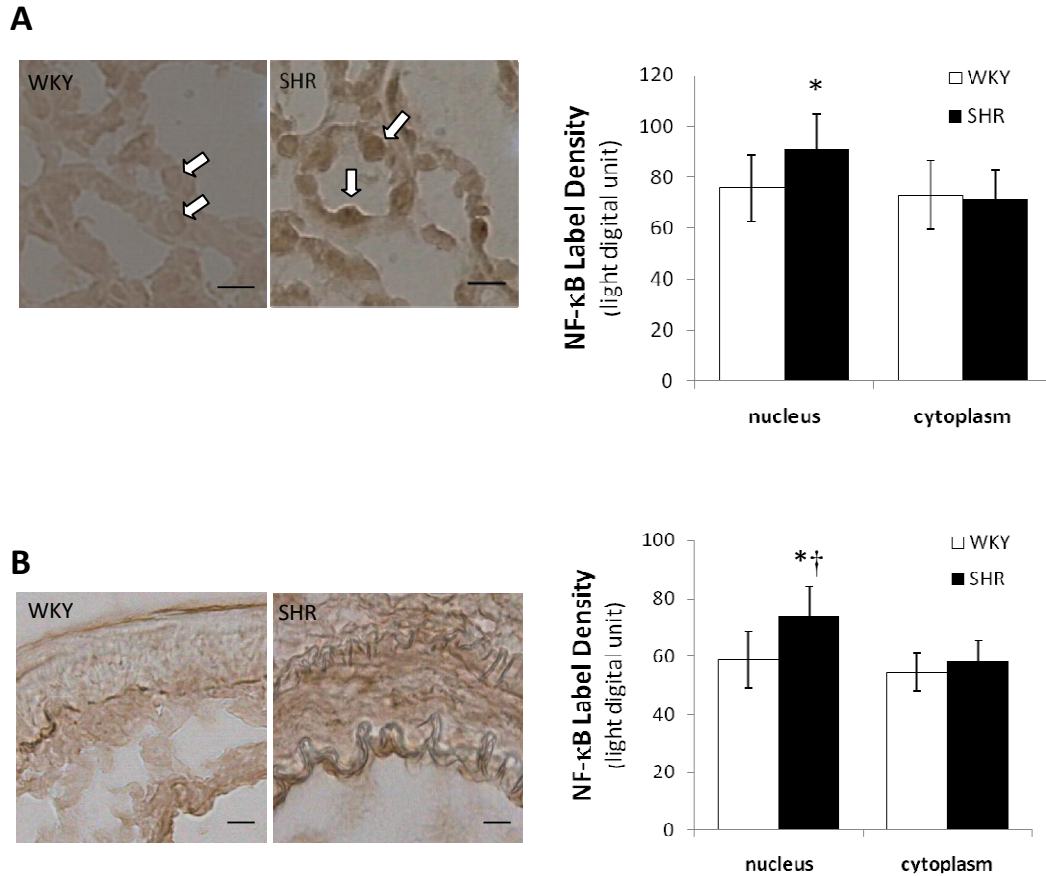 A
WKY
SHR
NF-κB Label Density
(light digital unit)
120
100
80
60
40
20
0
*
WKY
SHR
nucleus
cytoplasm
B
WKY
SHR
NF-κB Label Density
(light digital unit)
100
80
60
40
20
0
*†
WKY
SHR
nucleus
cytoplasm